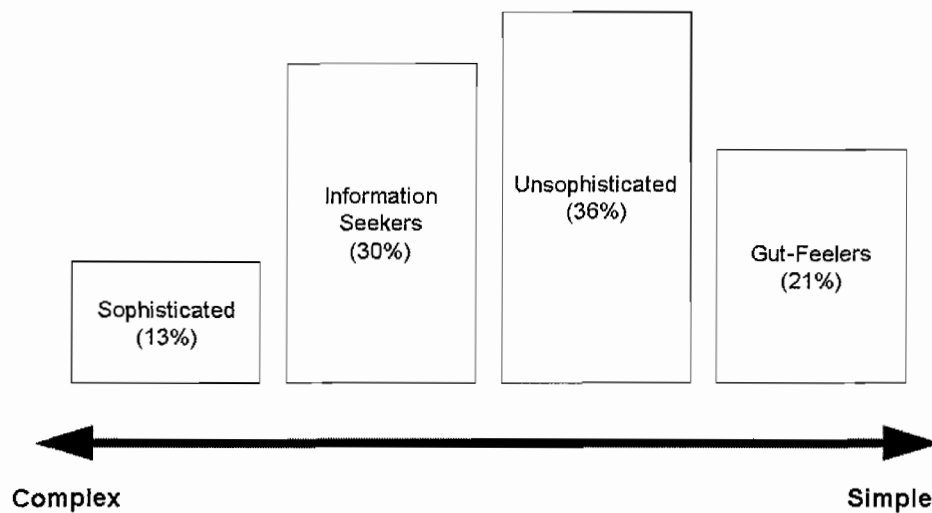 Sophisticated
(13%)
Information
Seekers
(30%)
Unsophisticated
(36%)
Gut-Feelers
(21%)
Complex
Simple